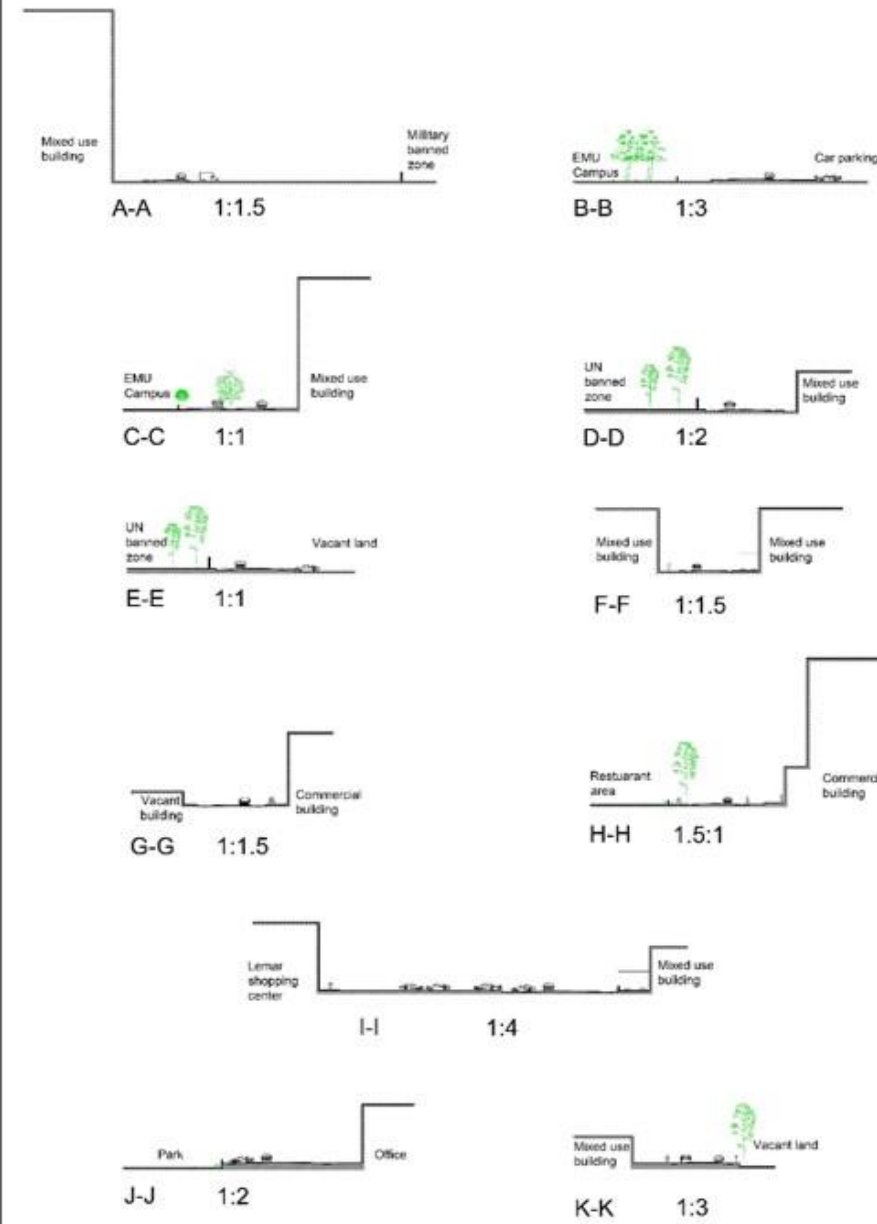 Mixed use
building
Military
banned
zone
A-A 1:1.5
EMU
Campus
Car parking
B-B 1:3
EMU
Campus
Mixed use
building
C-C 1:1
UN
banned
zone
Mixed use
building
D-D 1:2
UN
banned
zone
Vacant land
E-E 1:1
Mixed use
building
Mixed use
building
F-F 1:1.5
Vacant
building
Commercial
building
G-G 1:1.5
Restuarant
area
Commerci
building
H-H 1.5:1
Lemar
shopping
center
Mixed use
building
I-I 1:4
Park
Office
J-J 1:2
Mixed use
building
Vacant land
K-K 1:3